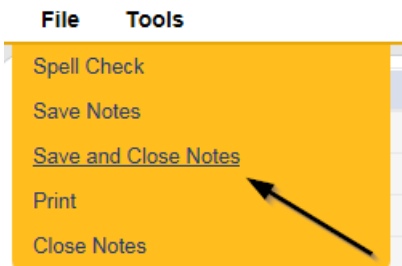 File Tools
Spell Check
Save Notes
Save and Close Notes
Print
Close Notes